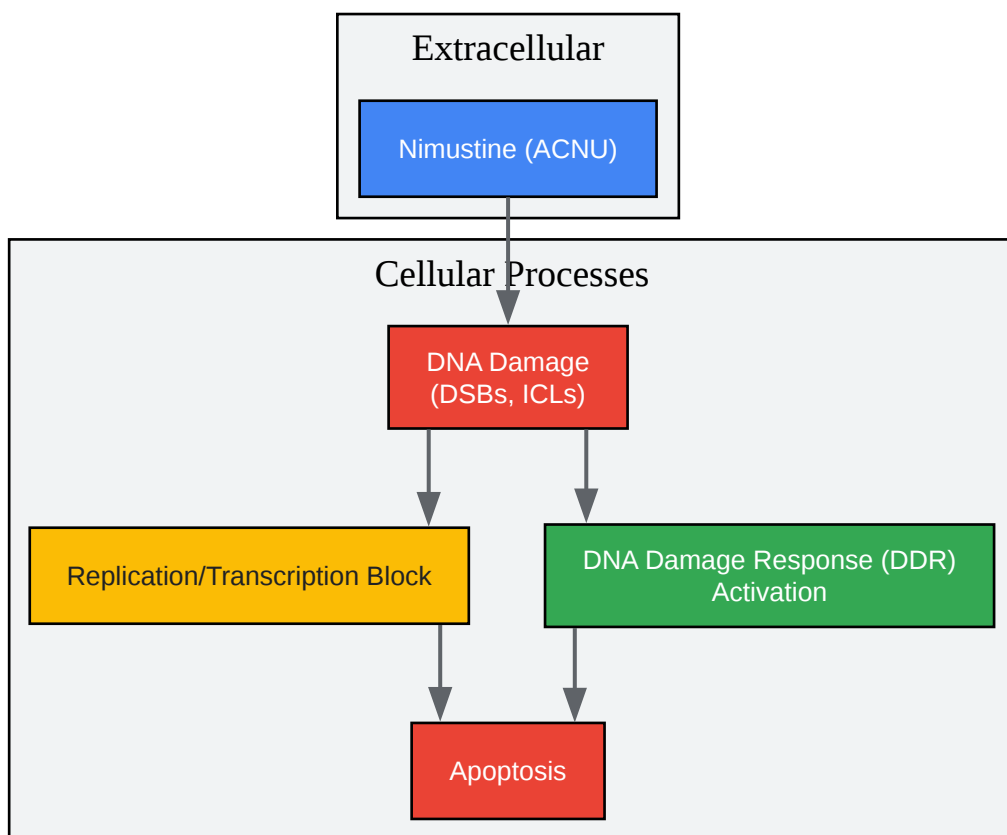 Extracellular
Nimustine (ACNU)
Cellular Processes
DNA Damage
(DSBs, ICLs)
Replication/Transcription Block
DNA Damage Response (DDR)
Activation
Apoptosis